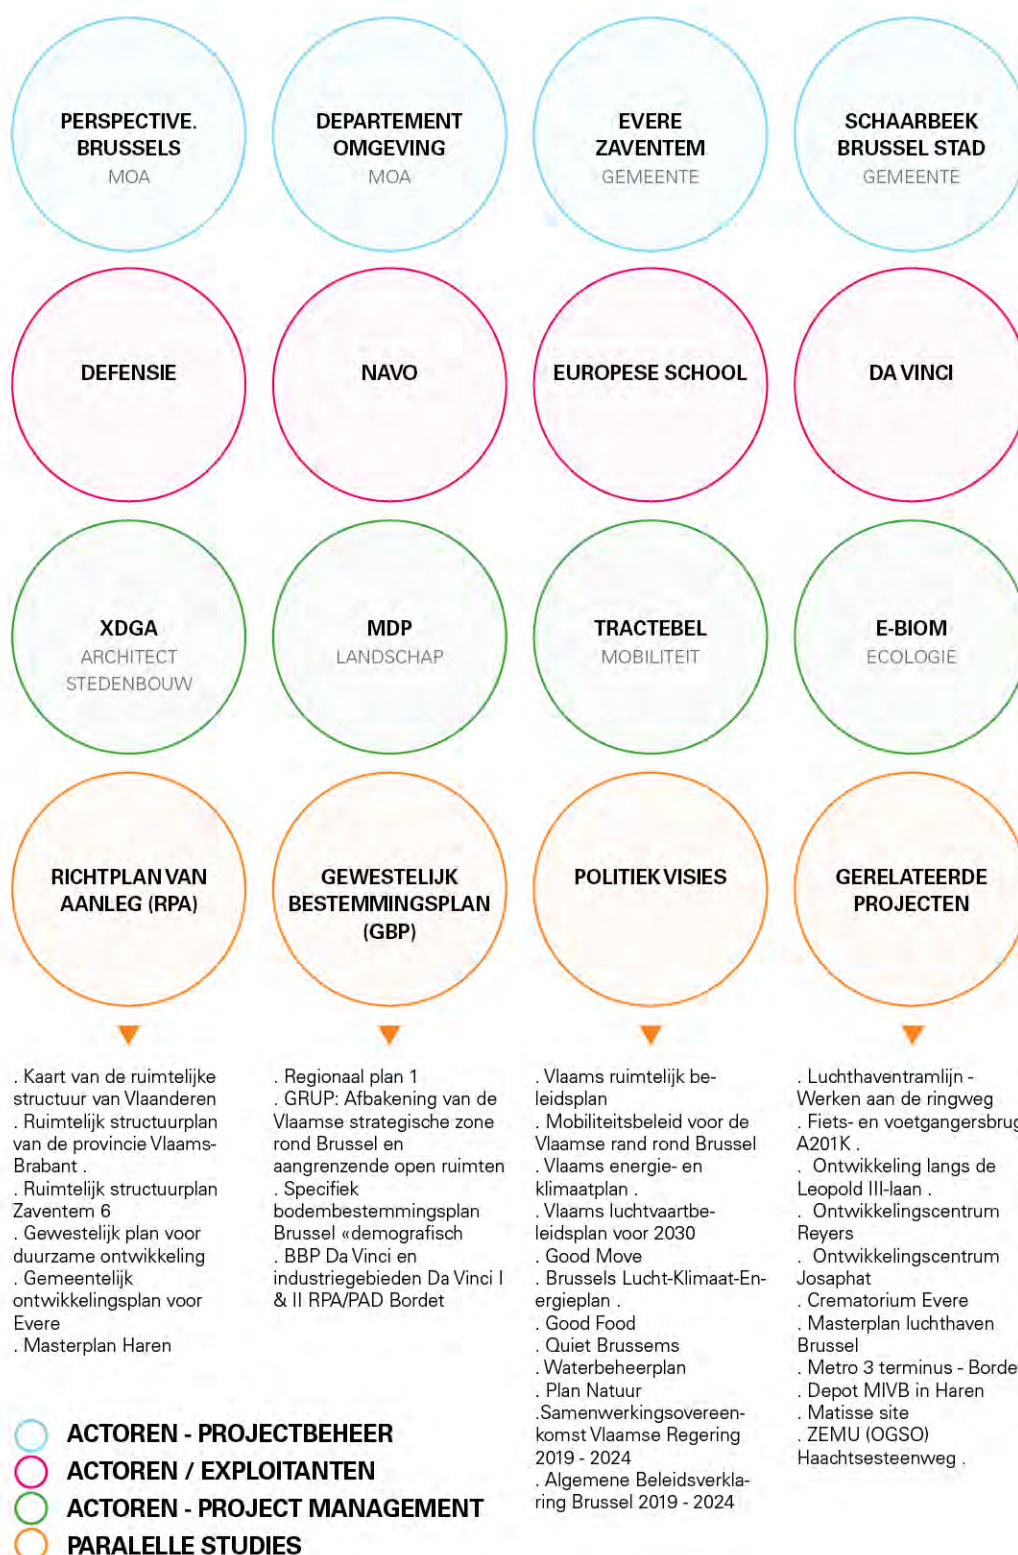 PERSPECTIVE.
BRUSSELS
MOA
DEPARTEMENT
OMGEVING
MOA
EVERE
ZAVENTEM
GEMEENTE
SCHAARBEEK
BRUSSEL STAD
GEMEENTE
DEFENSIE
NAVO
EUROPESE SCHOOL
DA VINCI
XDGA
ARCHITECT
STEDENBOUW
MDP
LANDSCHAP
TRACTEBEL
MOBILITEIT
E-BIOM
ECOLOGIE
RICHTPLAN VAN
AANLEG (RPA)
GEWESTELIJK
BESTEMMINGSPLAN
(GBP)
POLITIEK VISIES
GERELATEERDE
PROJECTEN
. Kaart van de ruimtelijke
structuur van Vlaanderen
. Ruimtelijk structuurplan
van de provincie Vlaams-
Brabant .
. Ruimtelijk structuurplan
Zaventem 6
. Gewestelijk plan voor
duurzame ontwikkeling
. Gemeentelijk
ontwikkelingsplan voor
Evere
. Masterplan Haren
. Regionaal plan 1
. GRUP: Afbakening van de
Vlaamse strategische zone
rond Brussel en
aangrenzende open ruimten
. Specifiek
bodembestemmingsplan
Brussel «demografisch
. BBP Da Vinci en
industriegebieden Da Vinci I
& II RPA/PAD Bordet
. Vlaams ruimtelijk be-
leidsplan
. Mobiliteitsbeleid voor de
Vlaamse rand rond Brussel
. Vlaams energie- en
klimaatplan .
. Vlaams luchtvaartbe-
leidsplan voor 2030
. Good Move
. Brussels Lucht-Klimaat-En-
ergieplan .
. Good Food
. Quiet Brussems
. Waterbeheerplan
. Plan Natuur
.Samenwerkingsovereen-
komst Vlaamse Regering
2019 - 2024
. Algemene Beleidsverkla-
ring Brussel 2019 - 2024
. Luchthaventramlijn -
Werken aan de ringweg
. Fiets- en voetgangersbrug
A201K .
. Ontwikkeling langs de
Leopold III-laan .
. Ontwikkelingscentrum
Reyers
. Ontwikkelingscentrum
Josaphat
. Crematorium Evere
. Masterplan luchthaven
Brussel
. Metro 3 terminus - Borde
. Depot MIVB in Haren
. Matisse site
. ZEMU (OGSO)
Haachtsesteenweg .
ACTOREN - PROJECTBEHEER
ACTOREN / EXPLOITANTEN
ACTOREN - PROJECT MANAGEMENT
PARALELLE STUDIES